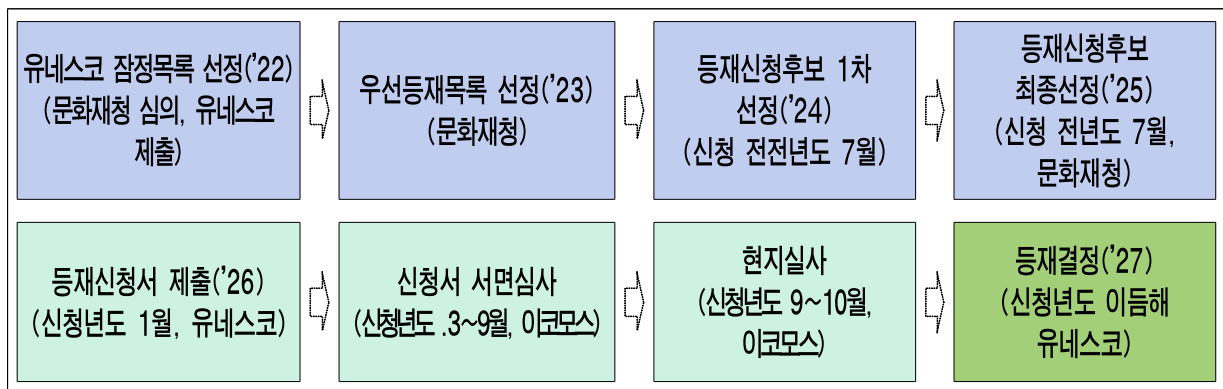 유네스코 잠정목록 선정('22)
(문화재청 심의, 유네스코
제출)
우선등재목록 선정('23)
(문화재청)
등재신청후보 1차
선정('24)
(신청 전전년도 7월)
등재신청후보
최종선정('25)
(신청 전년도 7월,
문화재청)
등재신청서 제출('26)
(신청년도 1월, 유네스코)
신청서 서면심사
(신청년도 .3~9월, 이코모스)
현지실사
(신청년도 9~10월,
이코모스)
등재결정('27)
(신청년도 이듬해
유네스코)